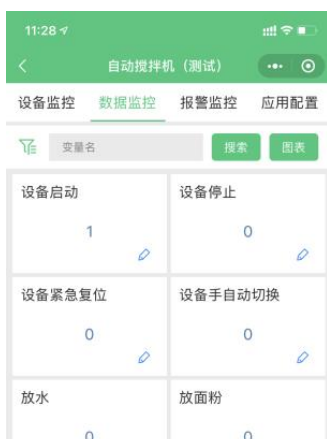 11:28
自动搅拌机（测试）
设备监控 数据监控 报警监控 应用配置
变量名 搜索 图表
设备启动 设备停止
1 0
设备紧急复位 设备手自动切换
0 0
放水 放面粉
0 0